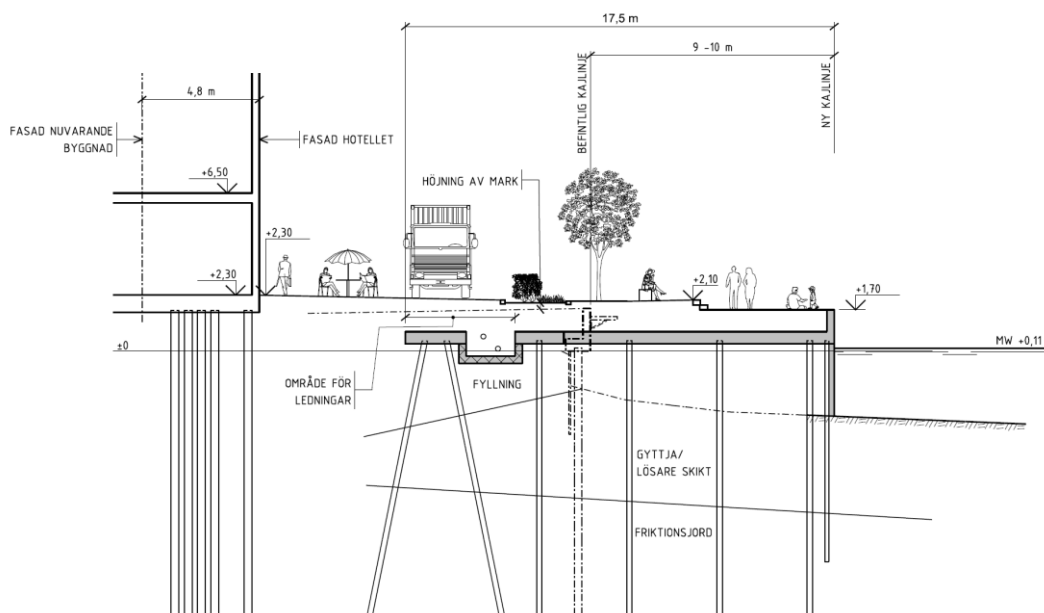 17,5 m
9 -10 m
4,8 m
BEFINTLIG KAJLINJE
NY KAJLINJE
FASAD NUVARANDE
BYGGNAD
FASAD HOTELLET
+6,50
HÖJNING AV MARK
+2,30
+2,30
+2,10
+1,70
±0
MW +0,11
OMRÅDE FÖR
LEDNINGAR
FYLLNING
GYTTJA/
LÖSARE SKIKT
FRIKTIONSJORD